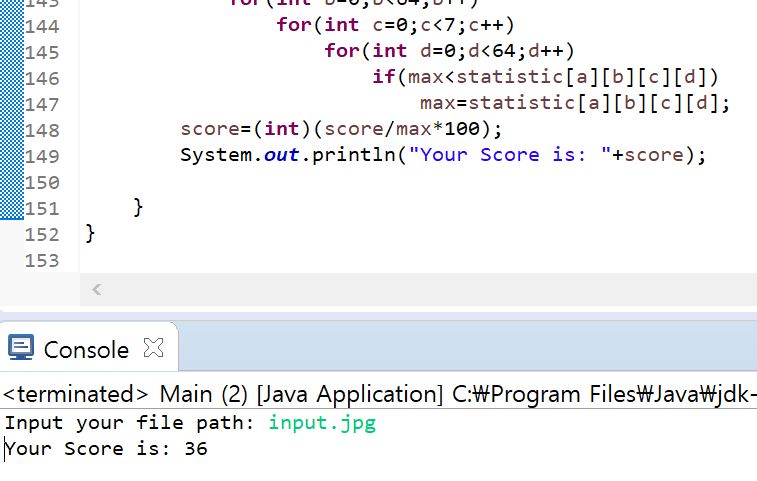 143 for(int b=0;b<64;b++)
144 for(int c=0;c<7;c++)
145 for(int d=0;d<64;d++)
146 if(max<statistic[a][b][c][d])
147 max=statistic[a][b][c][d];
148 score=(int)(score/max*100);
149 System.out.println("Your Score is: "+score);
150
151 }
152 }
153
Console
<terminated> Main (2) [Java Application] C:₩Program Files₩Java₩jdk-
Input your file path: input.jpg
Your Score is: 36